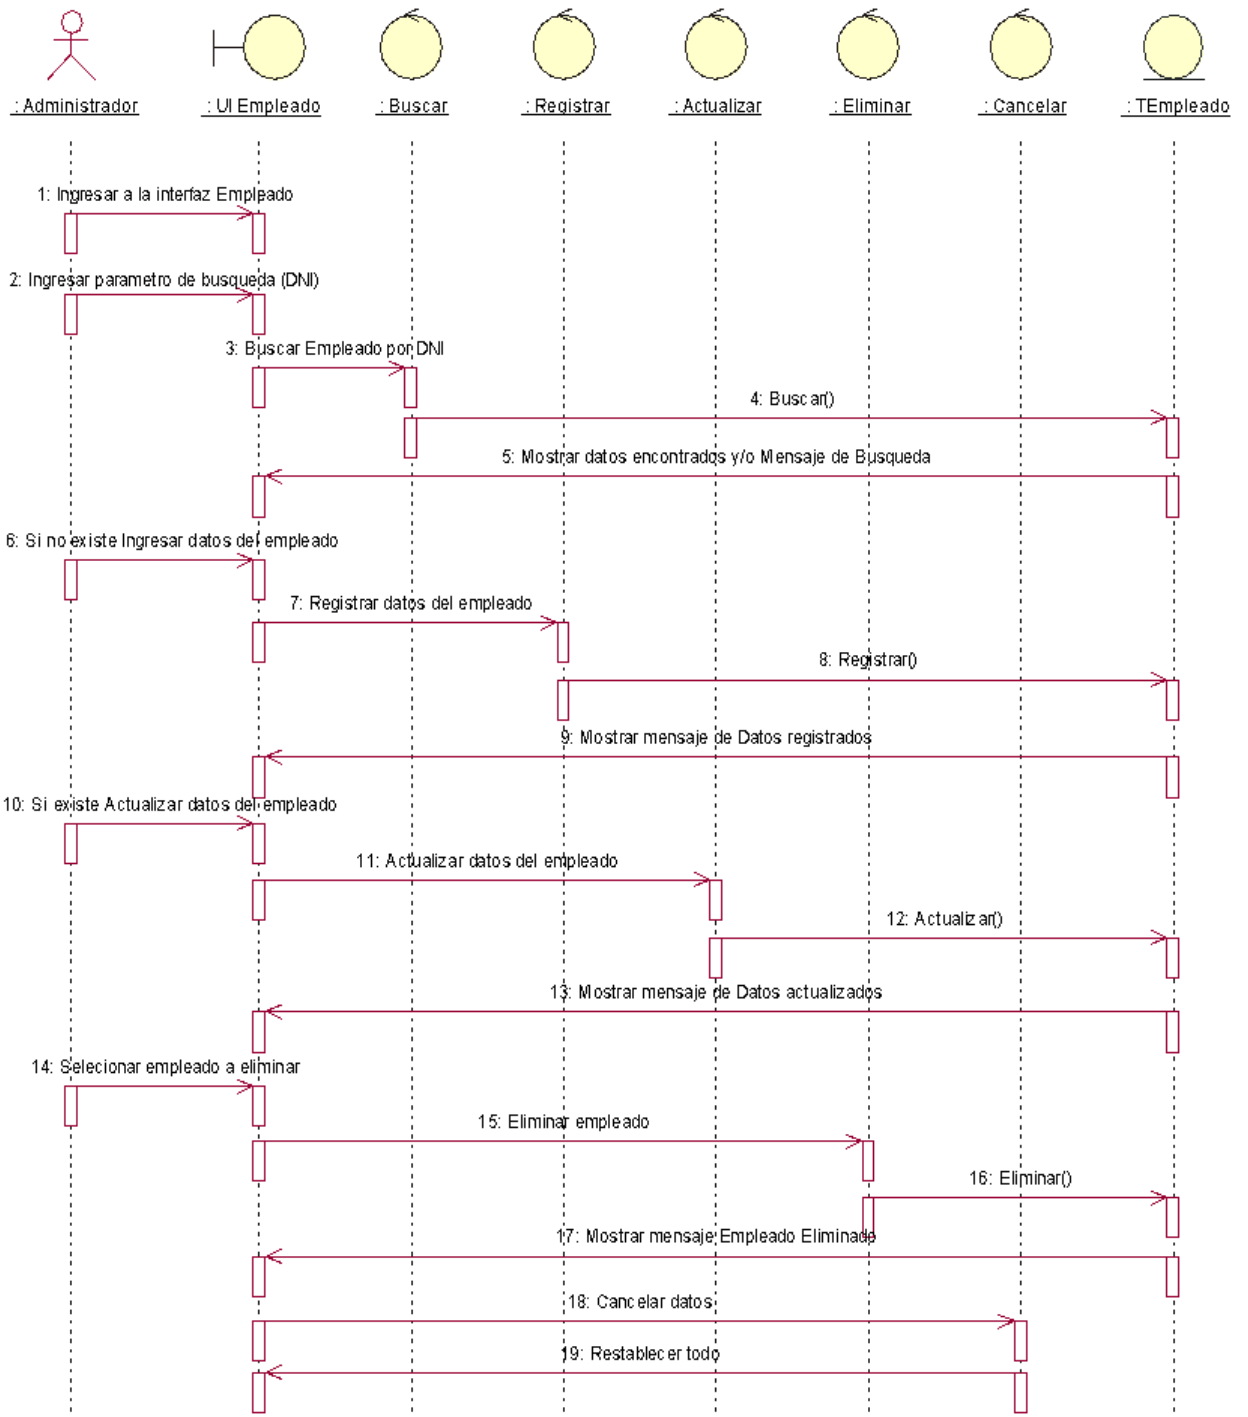 : Administrador
: UI Empleado
: Buscar
: Registrar
: Actualizar
: Eliminar
: Cancelar
: TEmpleado
1: Ingresar a la interfaz Empleado
2: Ingresar parametro de busqueda (DNI)
3: Buscar Empleado por DNI
4: Buscar()
5: Mostrar datos encontrados y/o Mensaje de Busqueda
6: Si no existe Ingresar datos del empleado
7: Registrar datos del empleado
8: Registrar()
9: Mostrar mensaje de Datos registrados
10: Si existe Actualizar datos del empleado
11: Actualizar datos del empleado
12: Actualizar()
13: Mostrar mensaje de Datos actualizados
14: Selecionar empleado a eliminar
15: Eliminar empleado
16: Eliminar()
17: Mostrar mensaje Empleado Eliminado
18: Cancelar datos
19: Restablecer todo